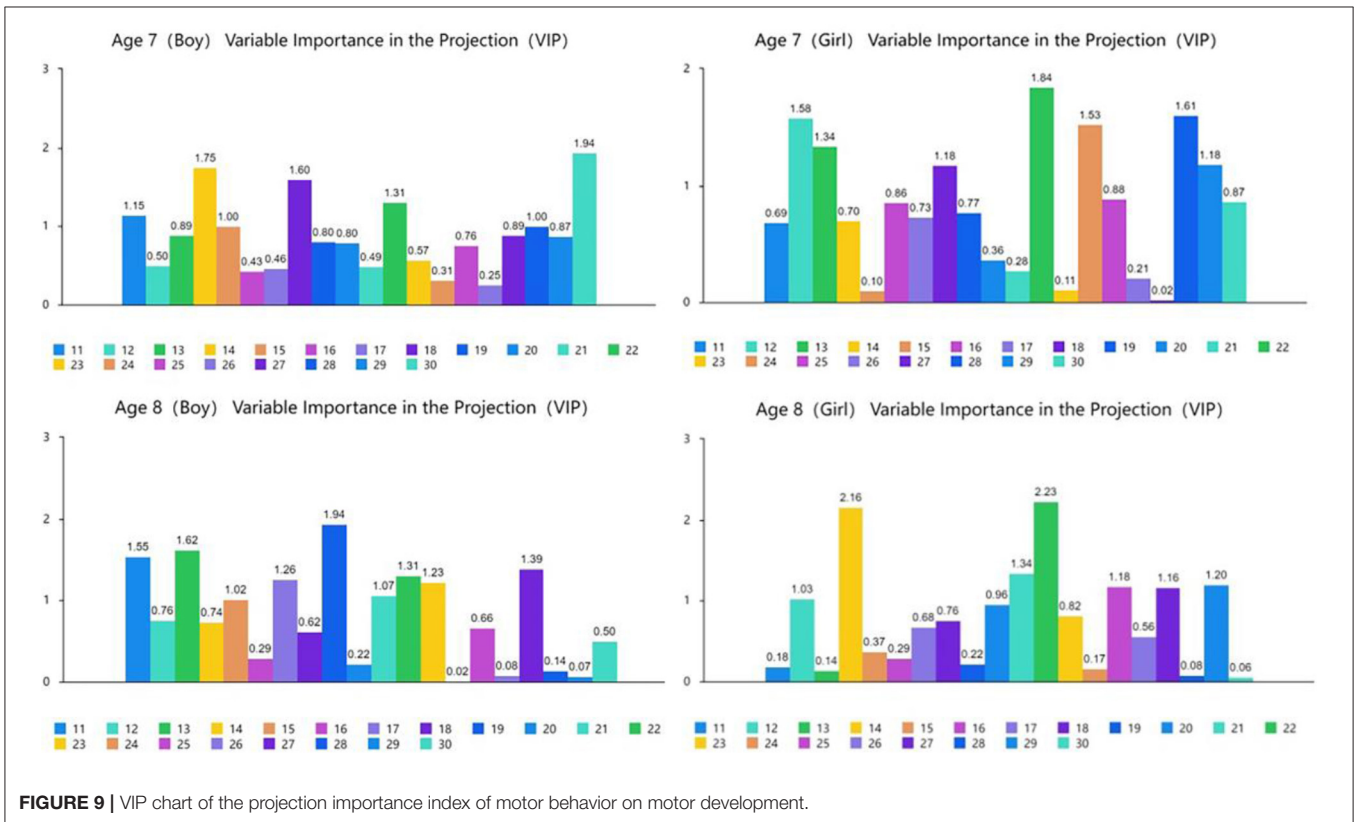 Age 7 (Boy) Variable Importance in the Projection (VIP)
3
2
1
0
1.15 0.50 0.89 1.75 1.00 0.43 0.46 1.60 0.80 0.80 0.49 1.31 0.57 0.31 0.76 0.25 0.89 1.00 0.87 1.94
11 12 13 14 15 16 17 18 19 20 21 22
23 24 25 26 27 28 29 30
Age 7 (Girl) Variable Importance in the Projection (VIP)
2
1
0
0.69 1.58 1.34 0.70 0.10 0.86 0.73 1.18 0.77 0.36 0.28 1.84 0.11 1.53 0.88 0.21 0.02 1.61 1.18 0.87
11 12 13 14 15 16 17 18 19 20 21 22
23 24 25 26 27 28 29 30
Age 8 (Boy) Variable Importance in the Projection (VIP)
3
2
1
0
1.55 0.76 1.62 0.74 1.02 0.29 1.26 0.62 1.94 0.22 1.07 1.31 1.23 0.02 0.66 0.08 1.39 0.14 0.07 0.50
11 12 13 14 15 16 17 18 19 20 21 22
23 24 25 26 27 28 29 30
Age 8 (Girl) Variable Importance in the Projection (VIP)
3
2
1
0
0.18 1.03 0.14 2.16 0.37 0.29 0.68 0.76 0.22 0.96 1.34 2.23 0.82 0.17 1.18 0.56 1.16 0.08 1.20 0.06
11 12 13 14 15 16 17 18 19 20 21 22
23 24 25 26 27 28 29 30
FIGURE 9 | VIP chart of the projection importance index of motor behavior on motor development.